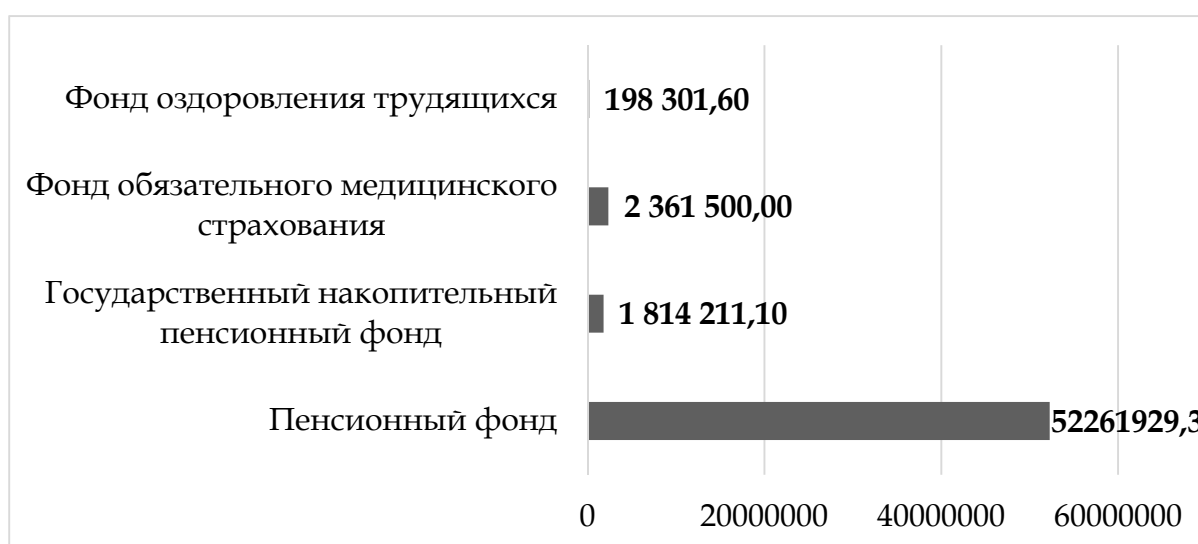 Фонд оздоровления трудящихся
198 301,60
Фонд обязательного медицинского
страхования
2 361 500,00
Государственный накопительный
пенсионный фонд
1 814 211,10
Пенсионный фонд
52261929,3
0 20000000 40000000 60000000